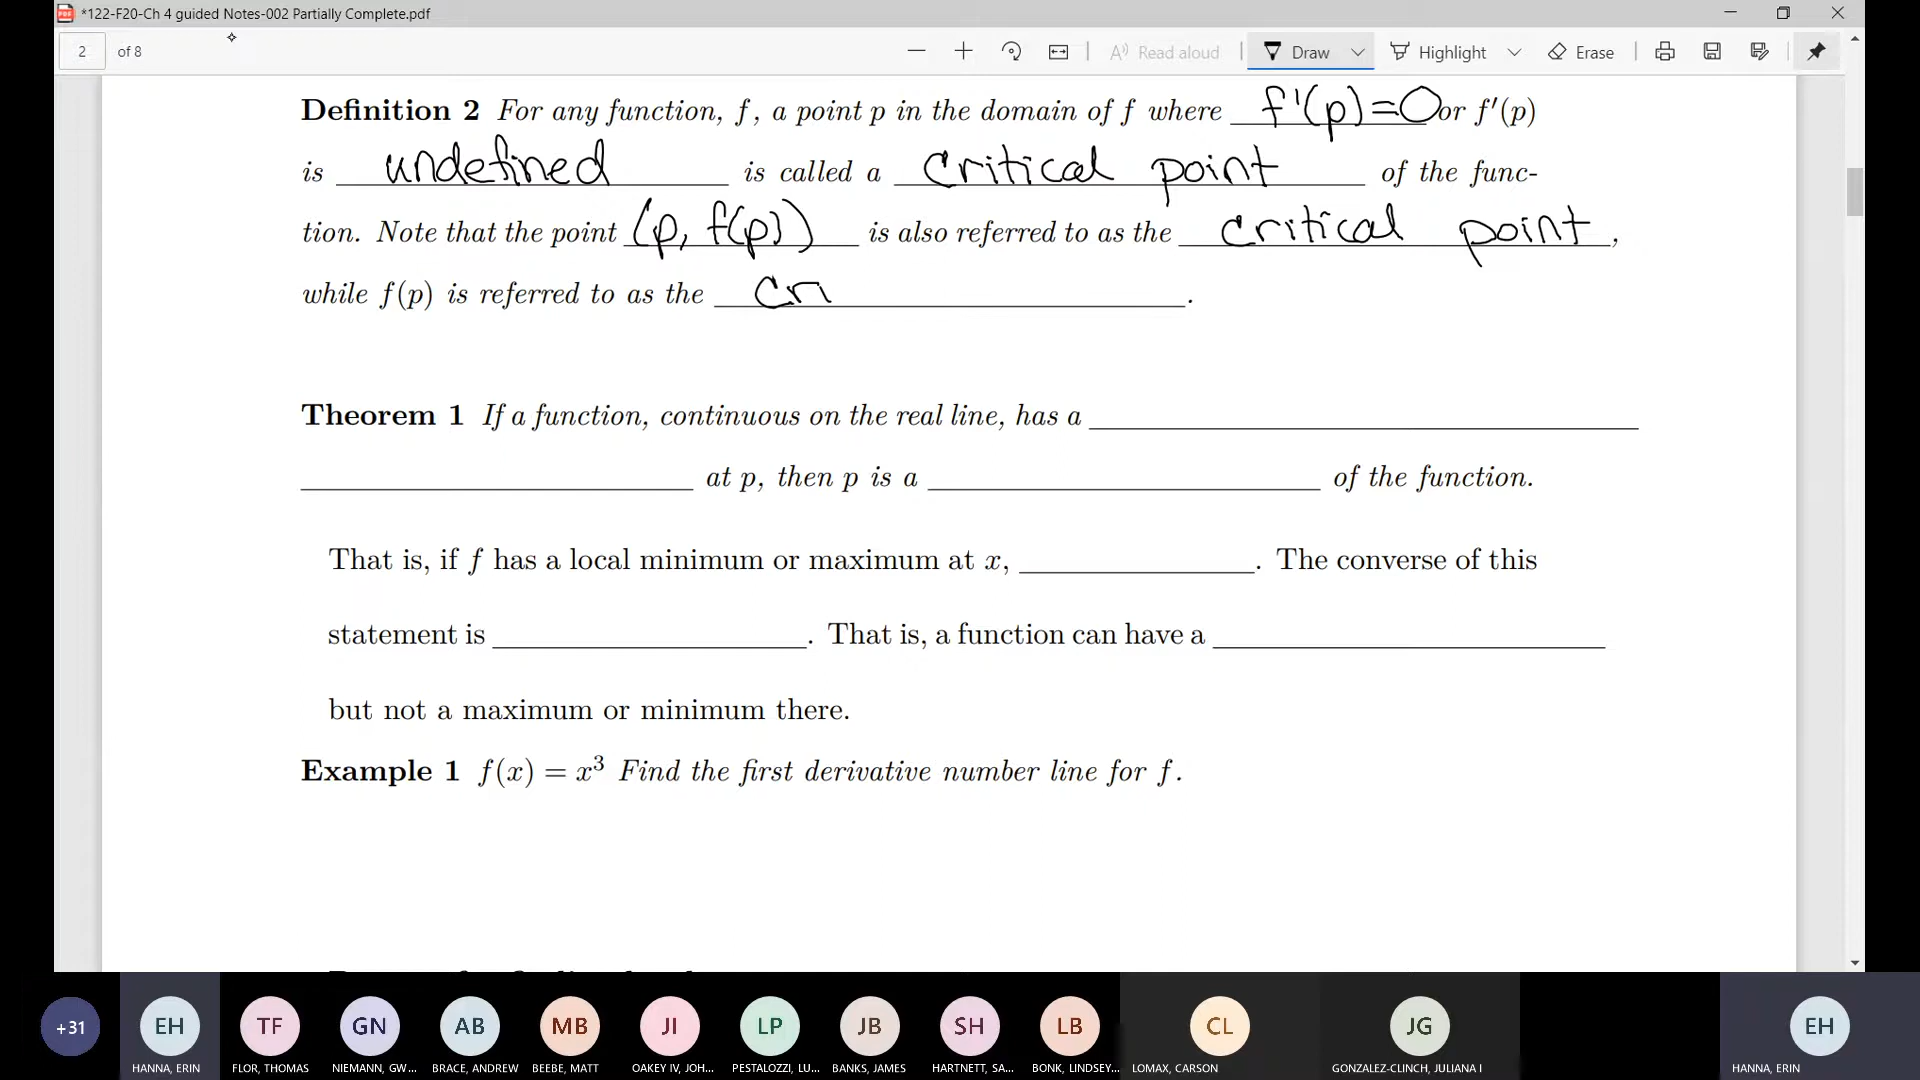 *122-F20-Ch 4 guided Notes-002 Partially Complete.pdf
2 of 8 Read aloud Draw Highlight Erase
Definition 2 For any function, f, a point p in the domain of f where f'(p)=0 or f′(p)
is undefined is called a critical point of the func-
tion. Note that the point (p, f(p)) is also referred to as the critical point,
while f(p) is referred to as the cri.
Theorem 1 If a function, continuous on the real line, has a
at p, then p is a of the function.
That is, if f has a local minimum or maximum at x, . The converse of this
statement is . That is, a function can have a
but not a maximum or minimum there.
Example 1 f(x) = x³ Find the first derivative number line for f.
+31 EH TF GN AB MB JI LP JB SH LB CL JG EH
HANNA, ERIN FLOR, THOMAS NIEMANN, GW... BRACE, ANDREW BEEBE, MATT OAKEY IV, JOH... PESTALOZZI, LU... BANKS, JAMES HARTNETT, SA... BONK, LINDSEY... LOMAX, CARSON GONZALEZ-CLINCH, JULIANA I HANNA, ERIN